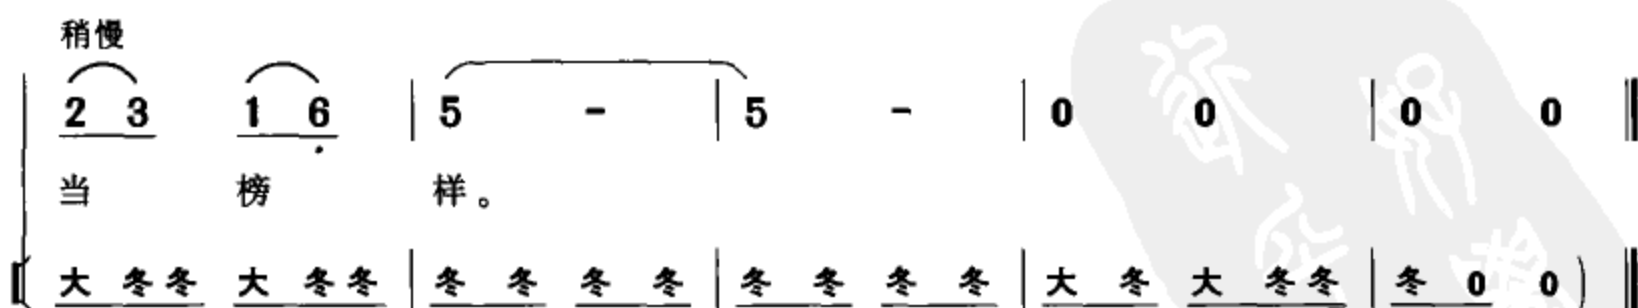 稍慢
2 3 1 6 | 5 - | 5 - | 0 0 | 0 0 ‖
当 榜 样。
大 冬冬 大 冬冬 | 冬 冬 冬 冬 | 冬 冬 冬 冬 | 大 冬 大 冬冬 | 冬 0 0 ) ‖